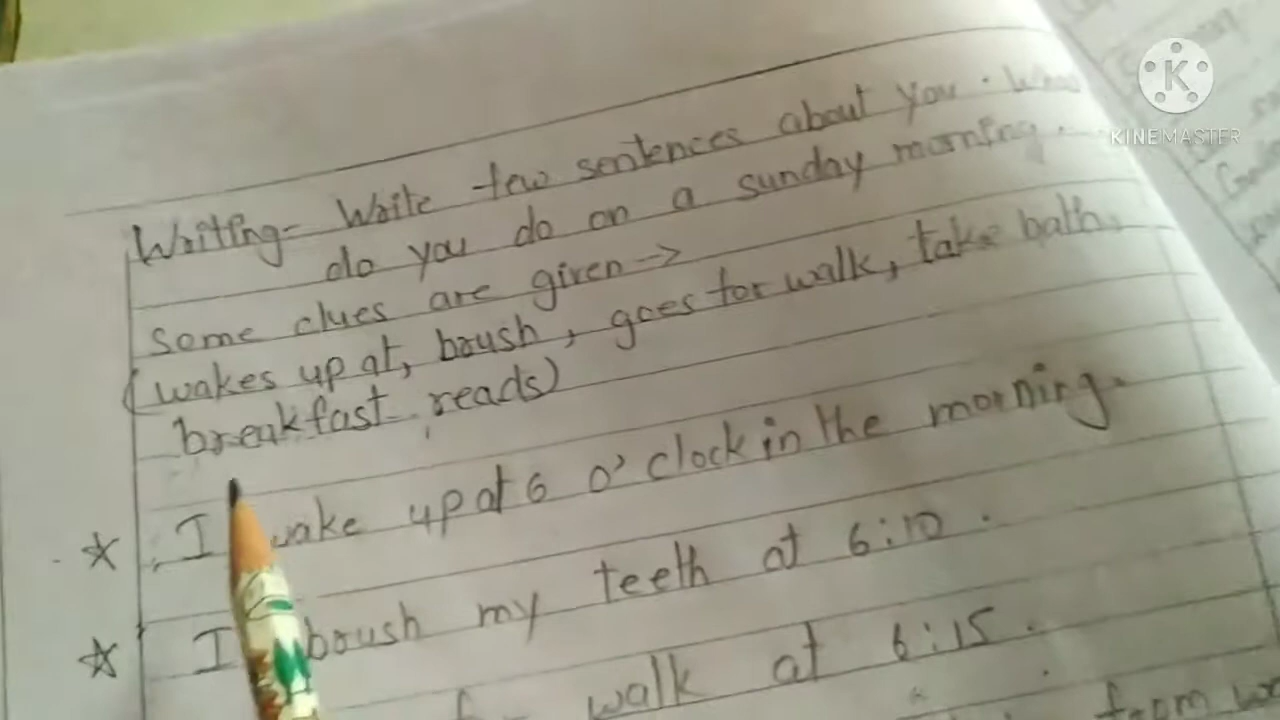 Writing- Write few sentences about you. What
do you do on a sunday morning.
Some clues are given →
(wakes up at, brush, goes for walk, take bath,
breakfast, reads)
☆ I wake up at 6 o'clock in the morning.
☆ I brush my teeth at 6:10.
walk at 6:15.
from
KINEMASTER